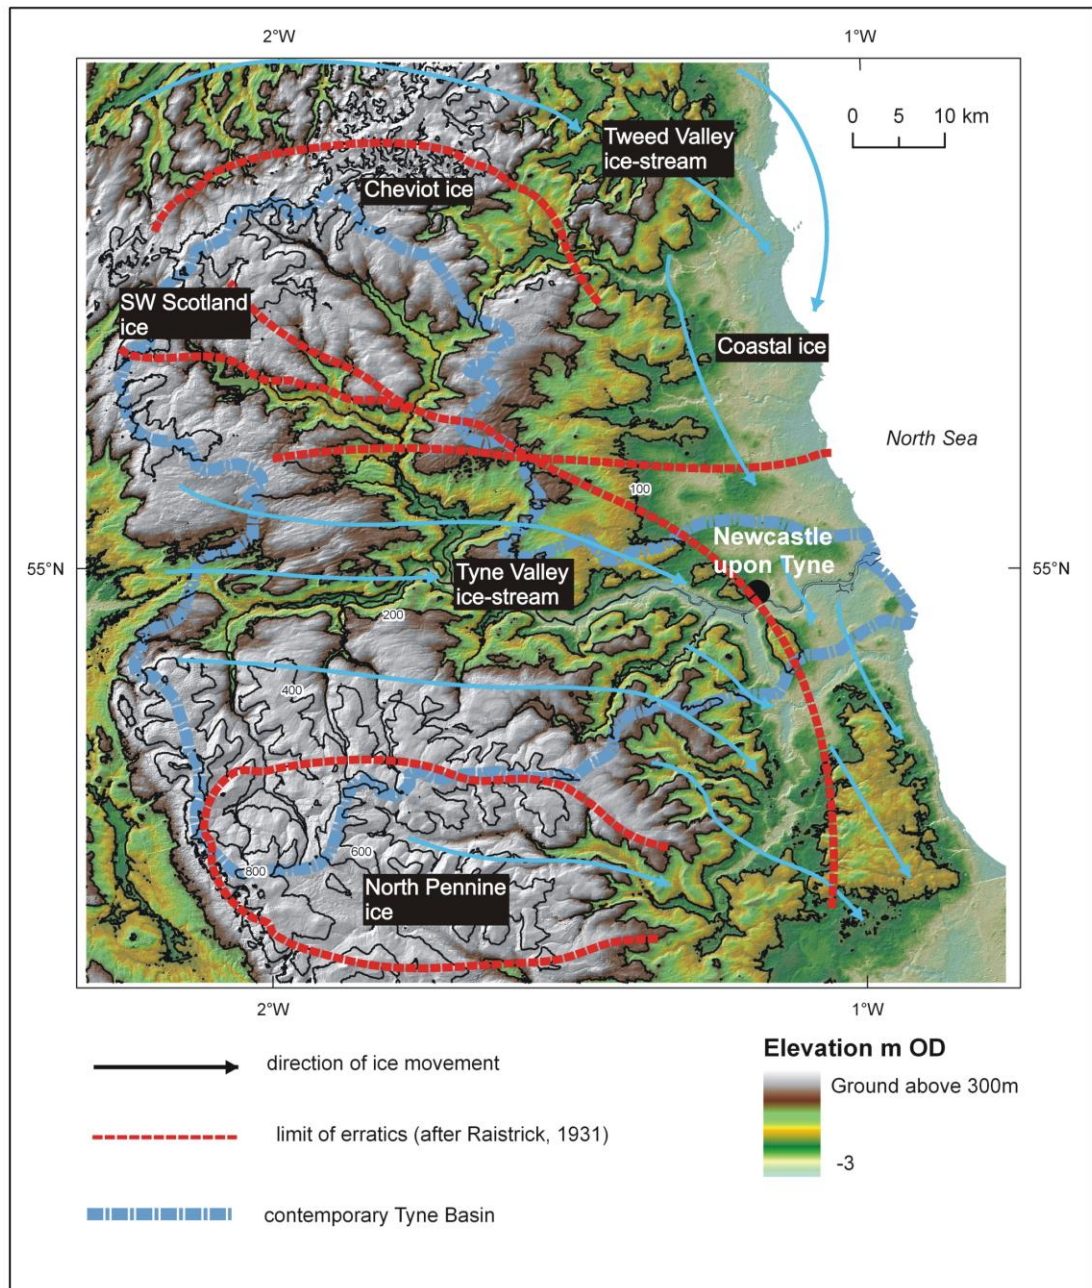 2°W
1°W
0 5 10 km
Tweed Valley
ice-stream
Cheviot ice
SW Scotland
ice
Coastal ice
North Sea
100
Newcastle
upon Tyne
55°N
55°N
Tyne Valley
ice-stream
200
400
600
800
North Pennine
ice
2°W
1°W
direction of ice movement
limit of erratics (after Raistrick, 1931)
contemporary Tyne Basin
Elevation m OD
Ground above 300m
-3